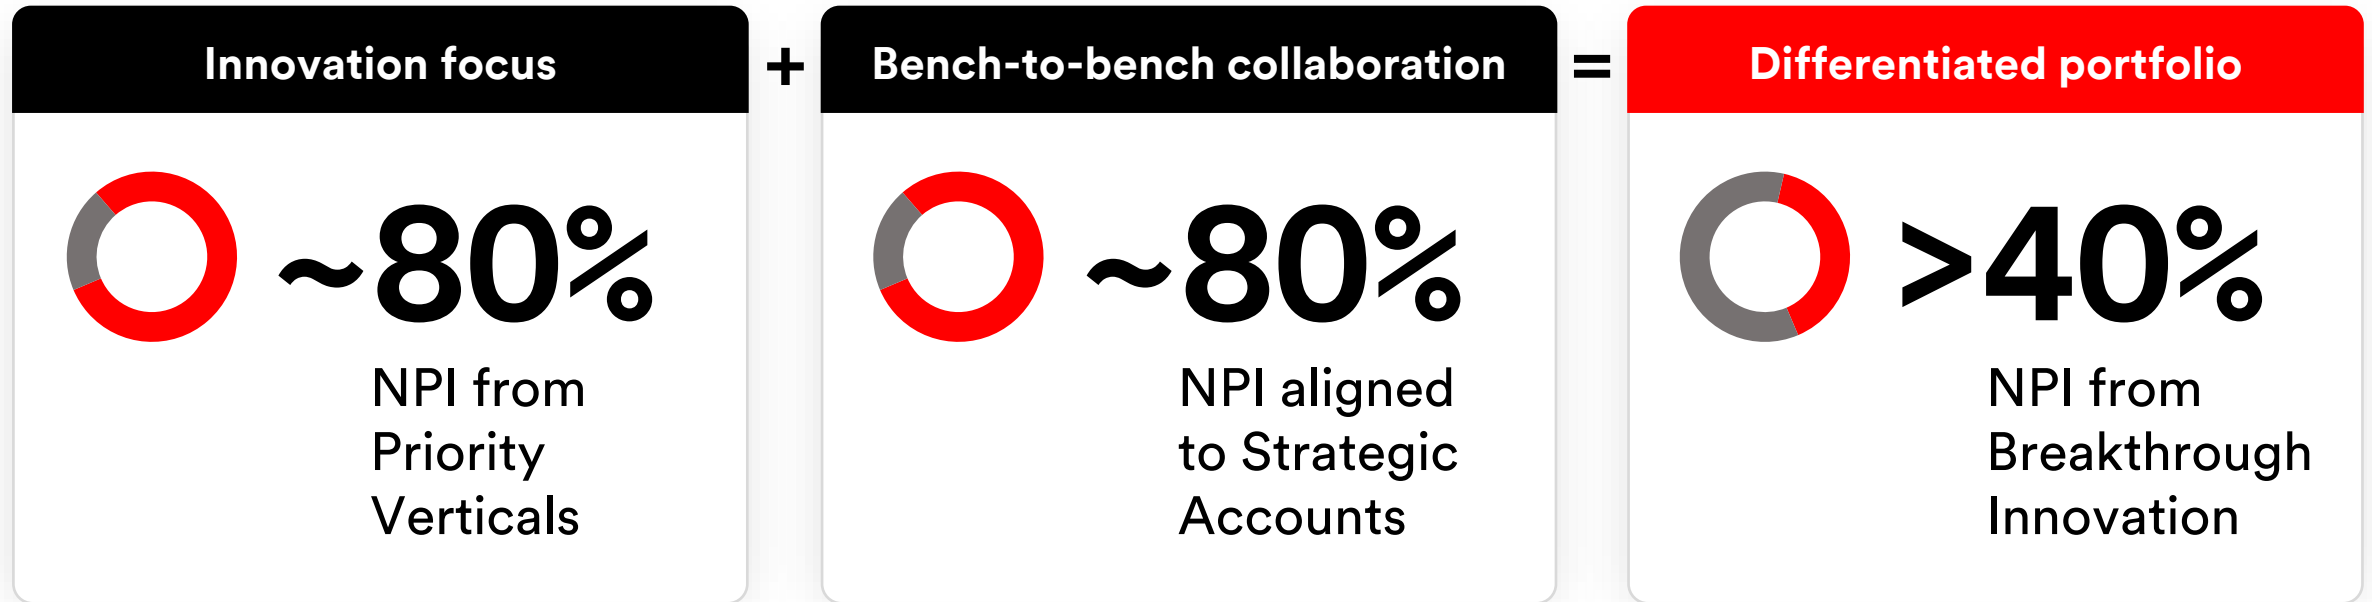 Innovation focus
+
Bench-to-bench collaboration
=
Differentiated portfolio
~80%
NPI from
Priority
Verticals
~80%
NPI aligned
to Strategic
Accounts
>40%
NPI from
Breakthrough
Innovation